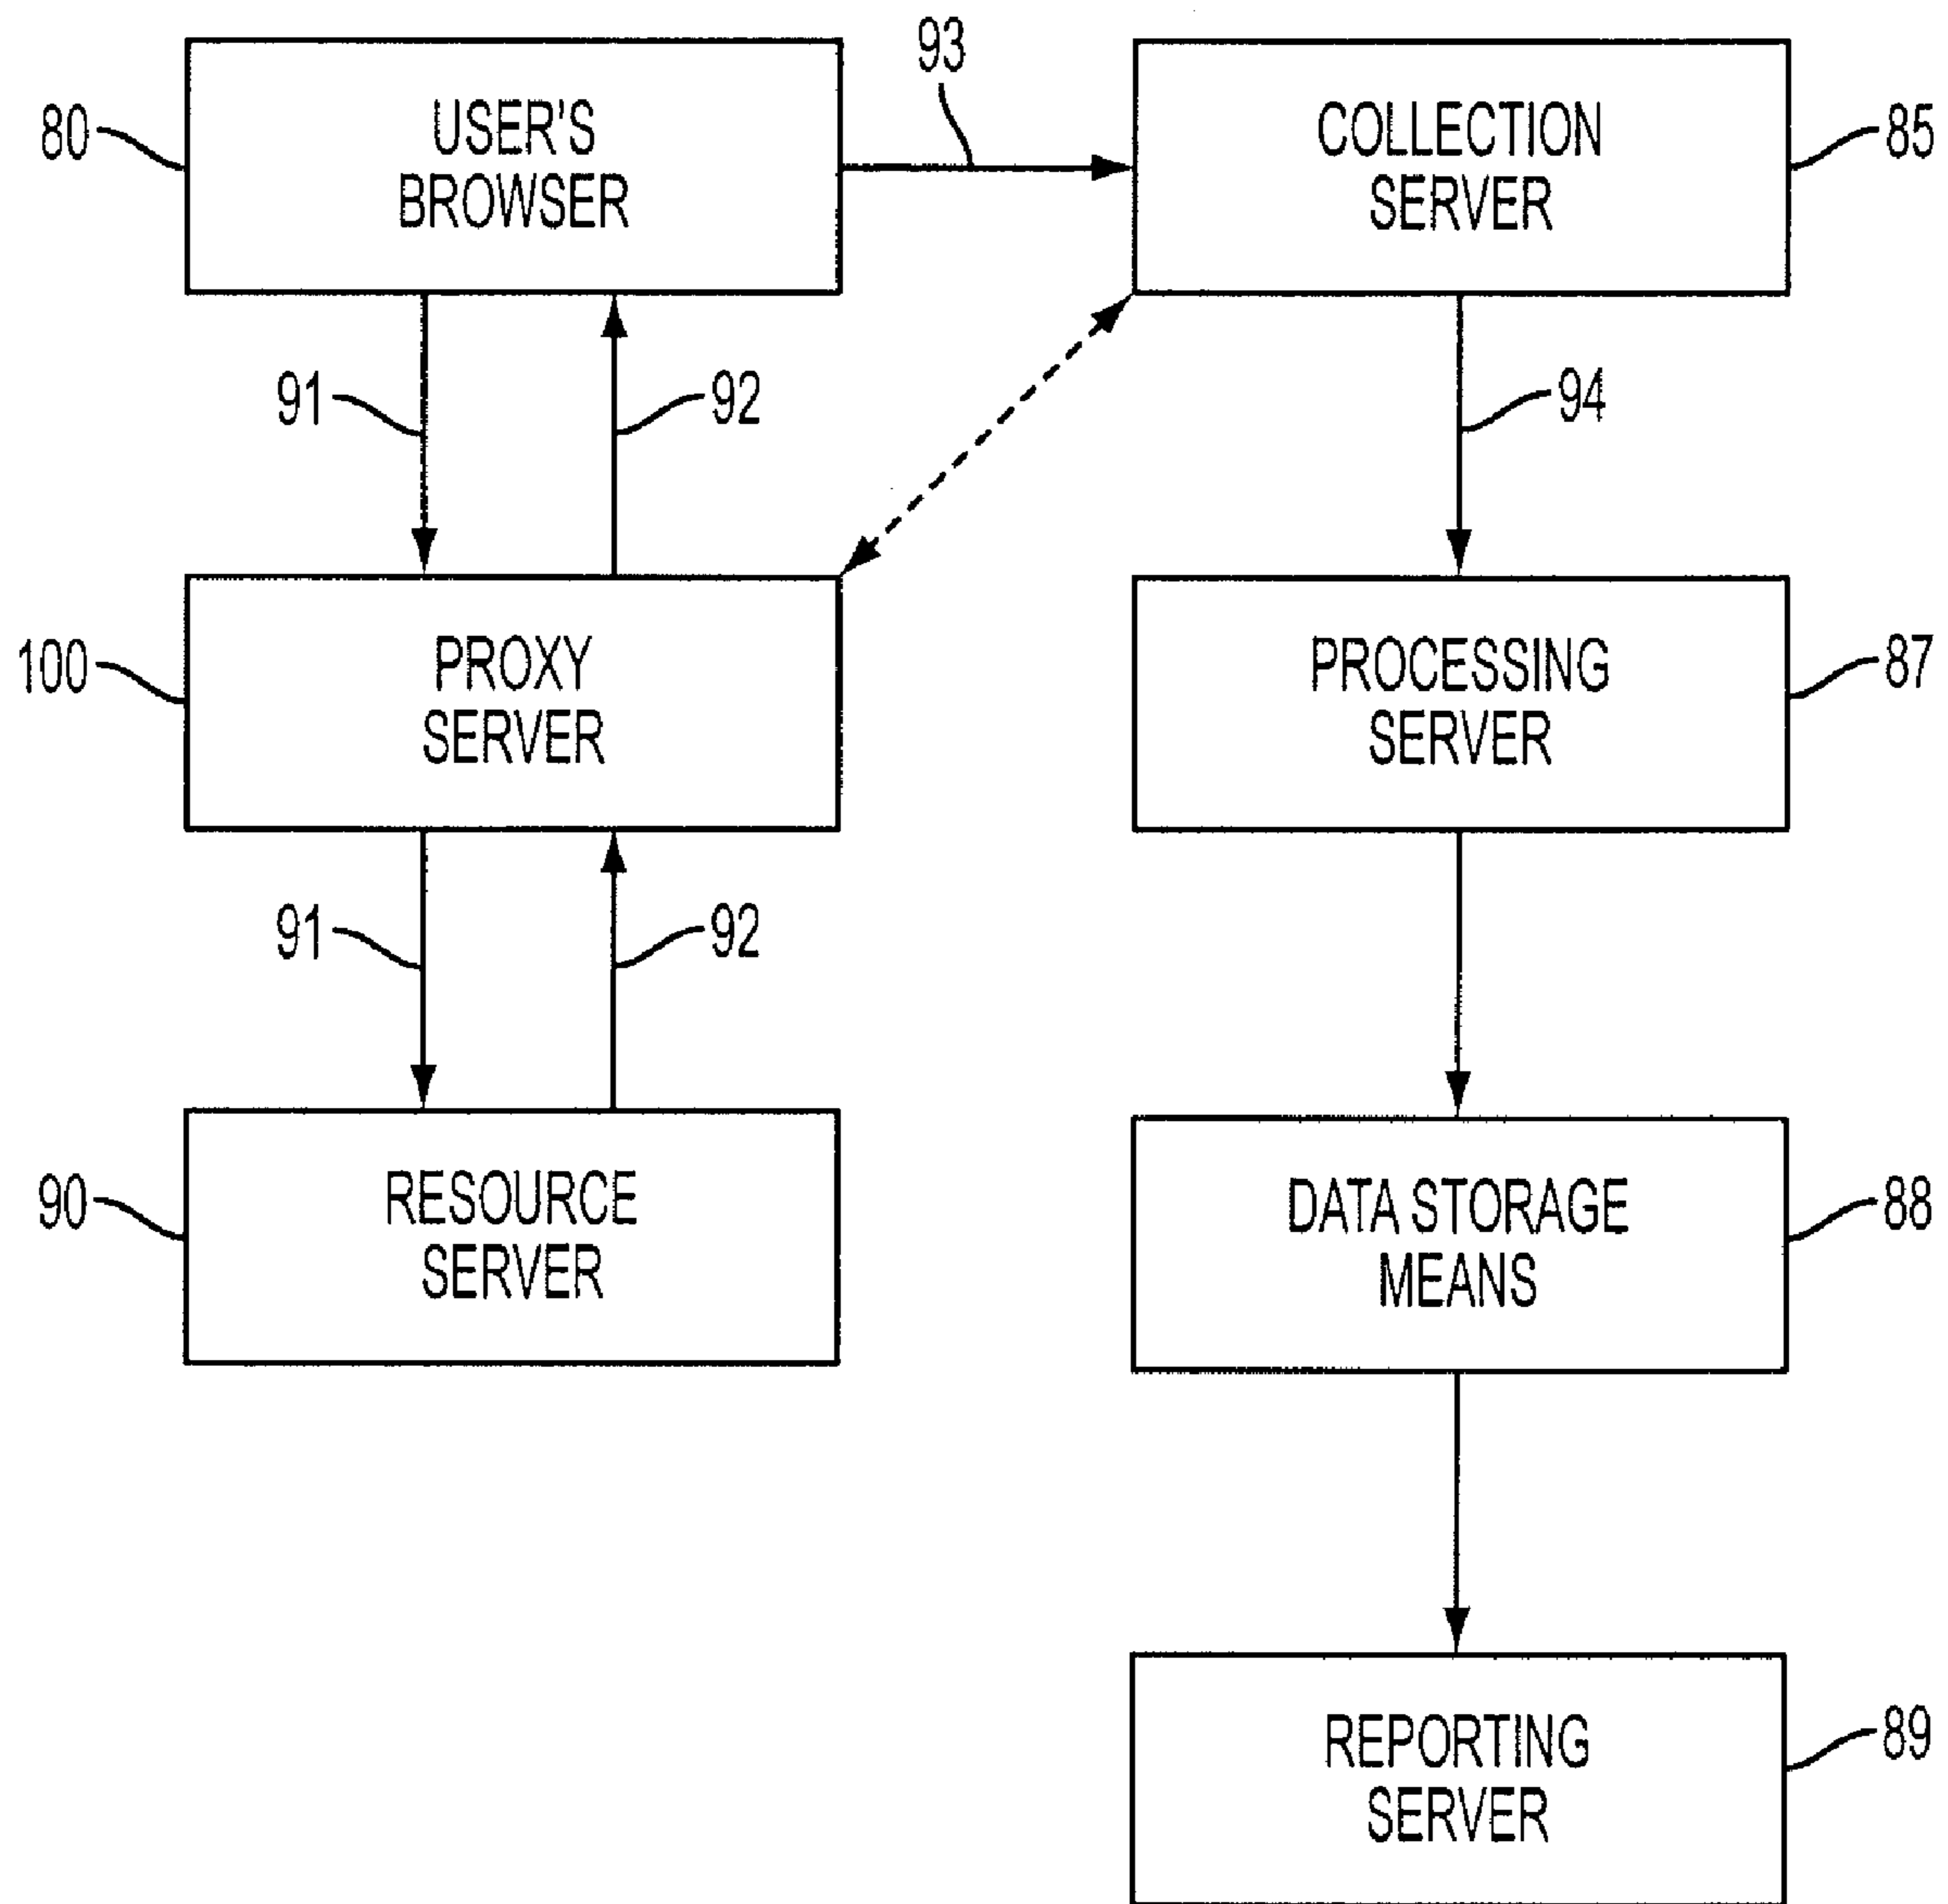 93
80
USER'S
BROWSER
COLLECTION
SERVER
85
91
92
94
100
PROXY
SERVER
PROCESSING
SERVER
87
91
92
90
RESOURCE
SERVER
DATA STORAGE
MEANS
88
REPORTING
SERVER
89